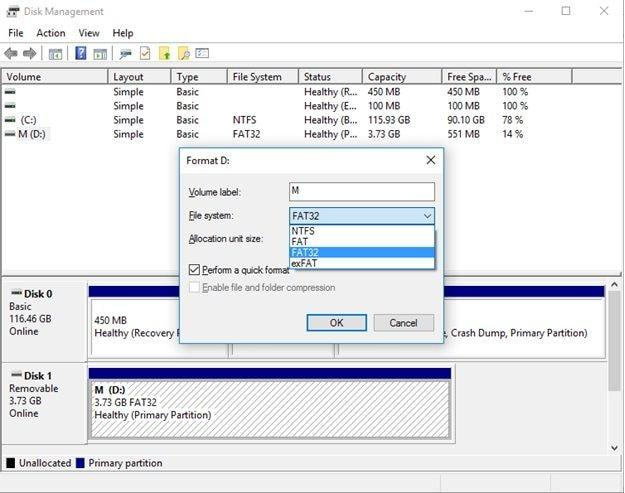 Disk Management
File Action View Help
Volume Layout Type File System Status Capacity Free Spa... % Free
Simple Basic Healthy (R... 450 MB 450 MB 100 %
Simple Basic Healthy (E... 100 MB 100 MB 100 %
(C:) Simple Basic NTFS Healthy (B... 115.93 GB 90.10 GB 78 %
M (D:) Simple Basic FAT32 Healthy (P... 3.73 GB 551 MB 14 %
Format D:
Volume label: M
File system: FAT32
NTFS
FAT
FAT32
exFAT
Allocation unit size:
Perform a quick format
Enable file and folder compression
OK Cancel
Disk 0
Basic
116.46 GB
Online
450 MB
Healthy (Recovery P
, Crash Dump, Primary Partition)
Disk 1
Removable
3.73 GB
Online
M (D:)
3.73 GB FAT32
Healthy (Primary Partition)
Unallocated Primary partition